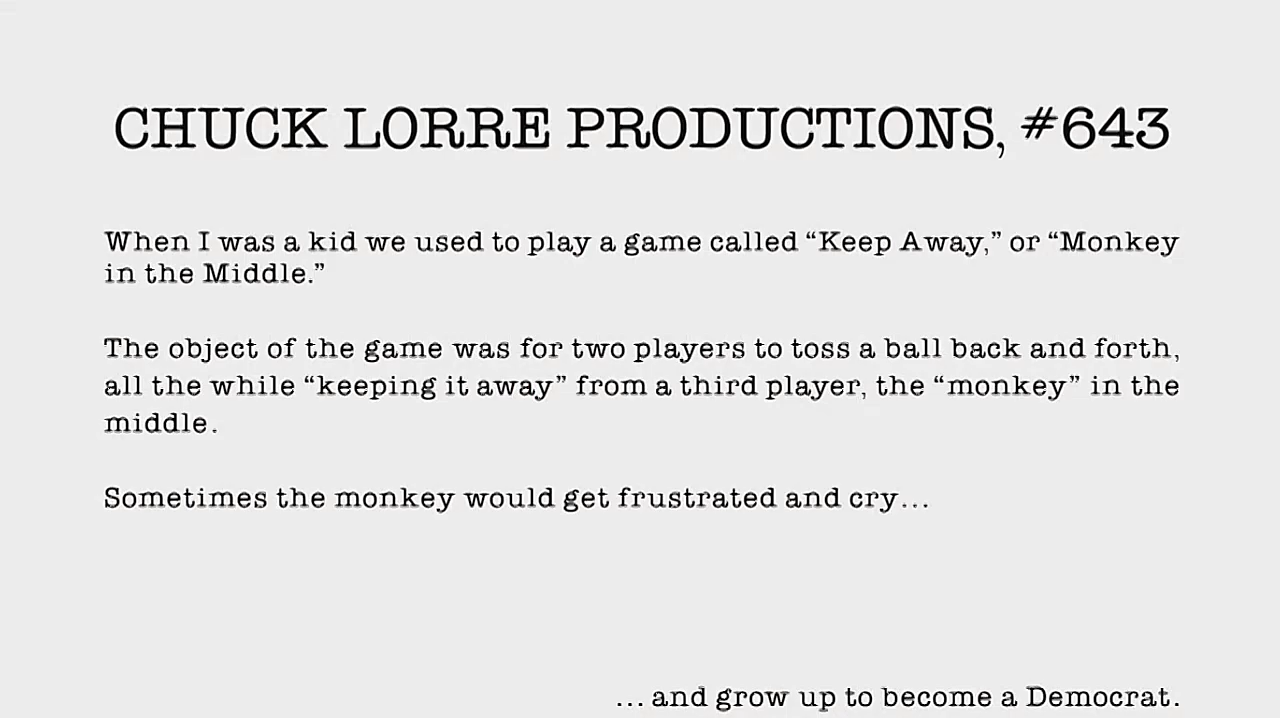 CHUCK LORRE PRODUCTIONS, #643
When I was a kid we used to play a game called “Keep Away,” or “Monkey
in the Middle.”
The object of the game was for two players to toss a ball back and forth,
all the while “keeping it away” from a third player, the “monkey” in the
middle.
Sometimes the monkey would get frustrated and cry...
... and grow up to become a Democrat.